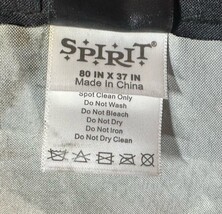 SPIRIT
80 IN X 37 IN
Made in China
Spot Clean Only
Do Not Wash
Do Not Bleach
Do Not Dry
Do Not Iron
Do Not Dry Clean